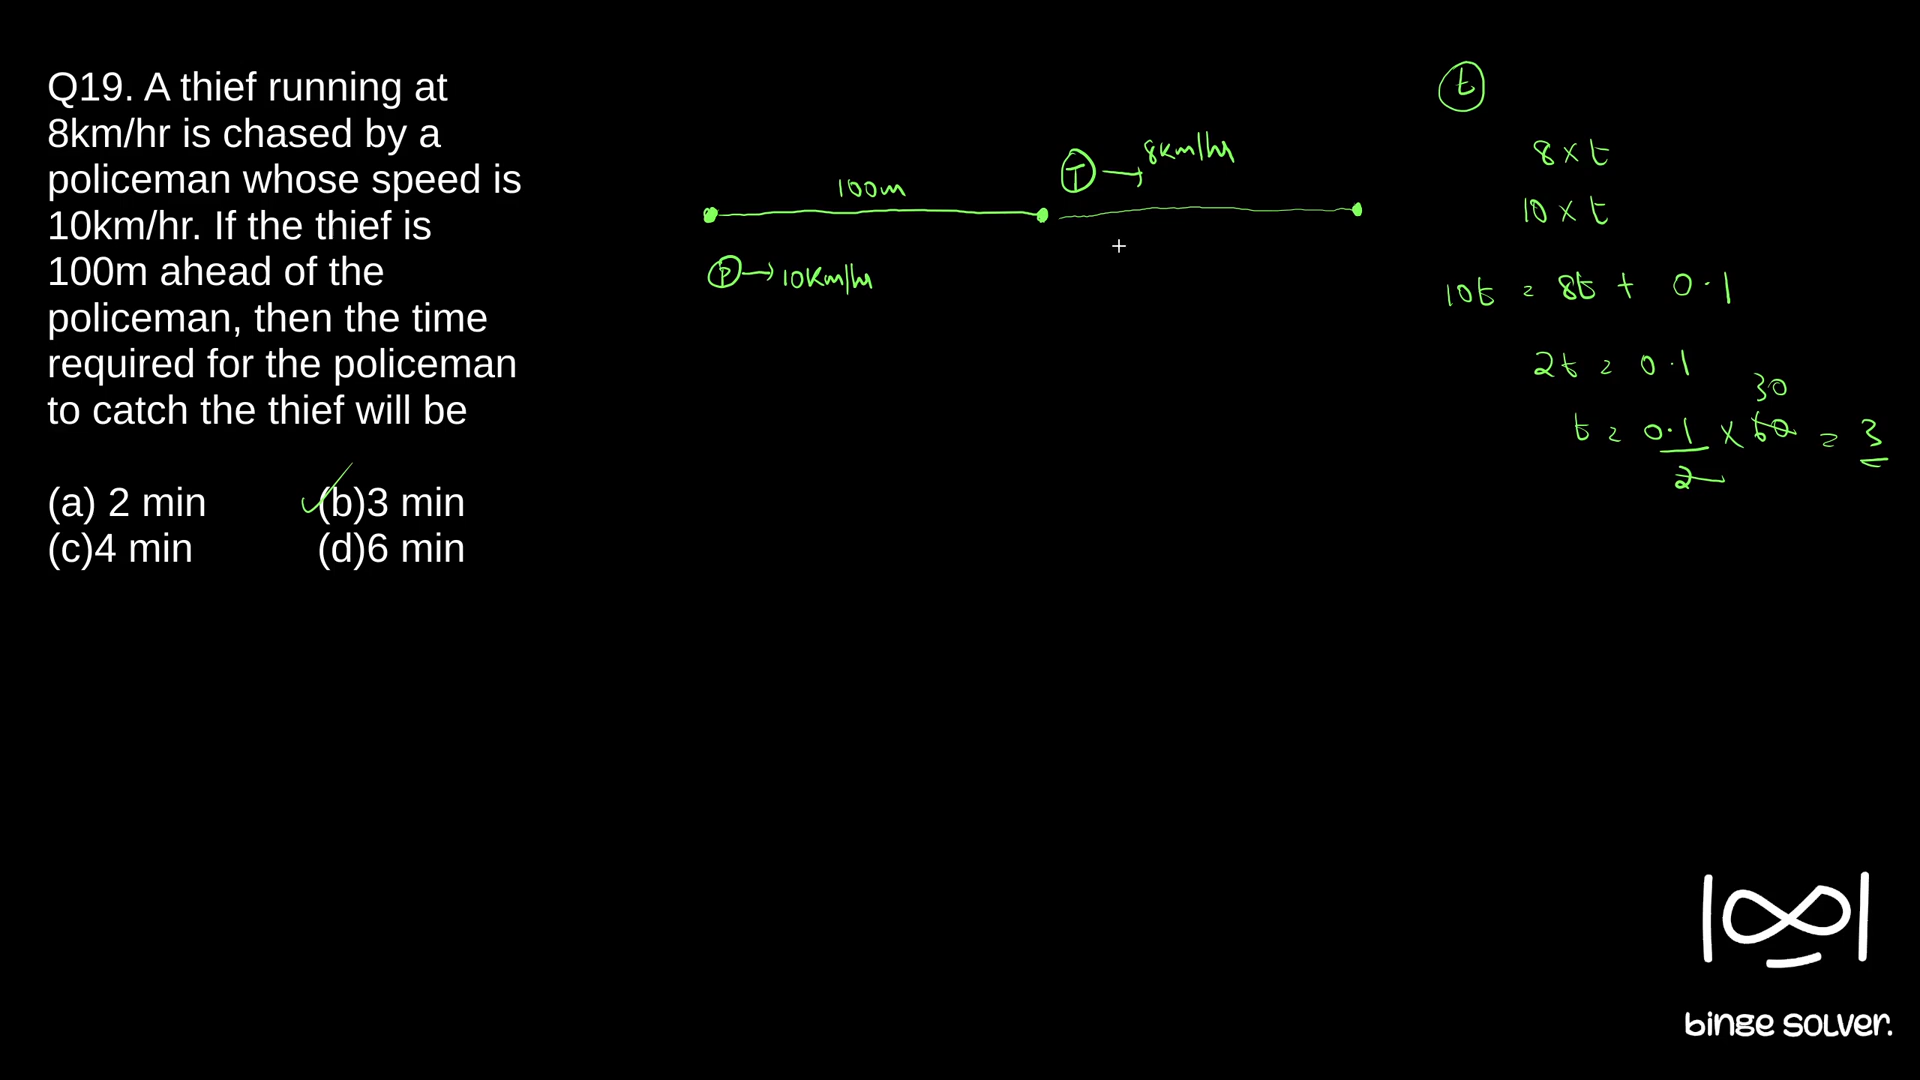 Q19. A thief running at
8km/hr is chased by a
policeman whose speed is
10km/hr. If the thief is
100m ahead of the
policeman, then the time
required for the policeman
to catch the thief will be
(a) 2 min (b)3 min
(c)4 min (d)6 min
100m
T → 8km/hr
P → 10km/hr
t
8 × t
10 × t
10t = 8t + 0.1
2t = 0.1
30
t = 0.1 × 60 = 3
2
binge solver.